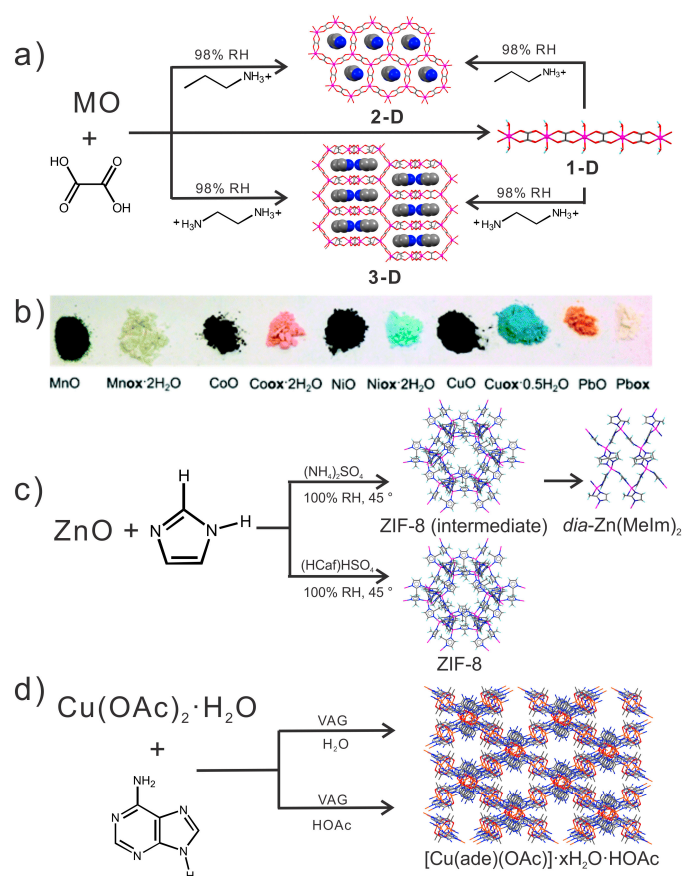 a)
98% RH
98% RH
NH₃⁺
NH₃⁺
MO
2-D
+
1-D
HO
O
O
OH
98% RH
98% RH
⁺H₃N
NH₃⁺
⁺H₃N
NH₃⁺
3-D
b)
MnO
Mnox·2H₂O
CoO
Coox·2H₂O
NiO
Niox·2H₂O
CuO
Cuox·0.5H₂O
PbO
Pbox
c)
H
(NH₄)₂SO₄
ZnO +
N
N
H
100% RH, 45 °
ZIF-8 (intermediate)
dia-Zn(MeIm)₂
(HCaf)HSO₄
100% RH, 45 °
ZIF-8
d)
Cu(OAc)₂·H₂O
VAG
H₂O
+
NH₂
VAG
HOAc
N
N
N
N
H
[Cu(ade)(OAc)]·xH₂O·HOAc